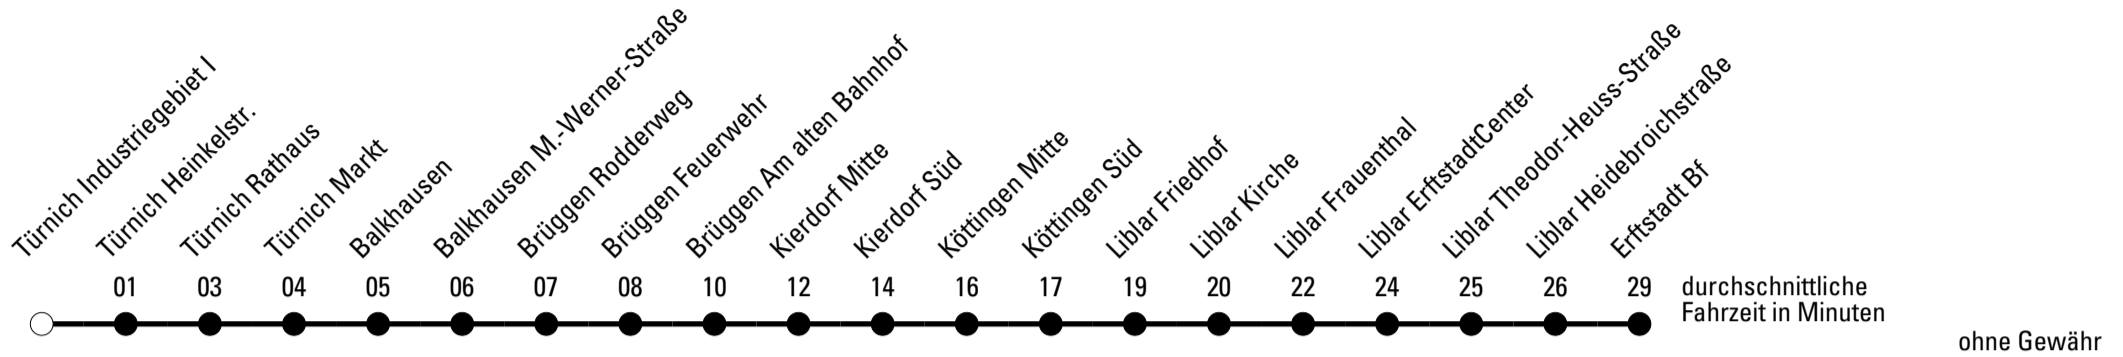 Türnich Industriegebiet I
Türnich Heinkelstr.
Türnich Rathaus
Türnich Markt
Balkhausen
Balkhausen M.-Werner-Straße
Brüggen Rodderweg
Brüggen Feuerwehr
Brüggen Am alten Bahnhof
Kierdorf Mitte
Kierdorf Süd
Köttingen Mitte
Köttingen Süd
Liblar Friedhof
Liblar Kirche
Liblar Frauenthal
Liblar ErftstadtCenter
Liblar Theodor-Heuss-Straße
Liblar Heidebroichstraße
Erftstadt Bf
01 03 04 05 06 07 08 10 12 14 16 17 19 20 22 24 25 26 29 durchschnittliche
Fahrzeit in Minuten
ohne Gewähr